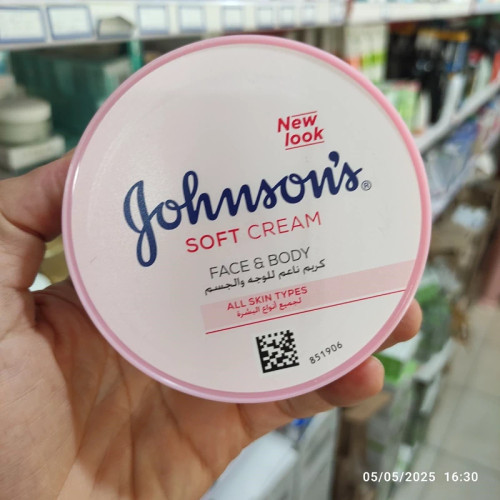 New
look
Johnson's®
SOFT CREAM
FACE & BODY
كريم ناعم للوجه والجسم
ALL SKIN TYPES
لجميع أنواع البشرة
851906
05/05/2025 16:30